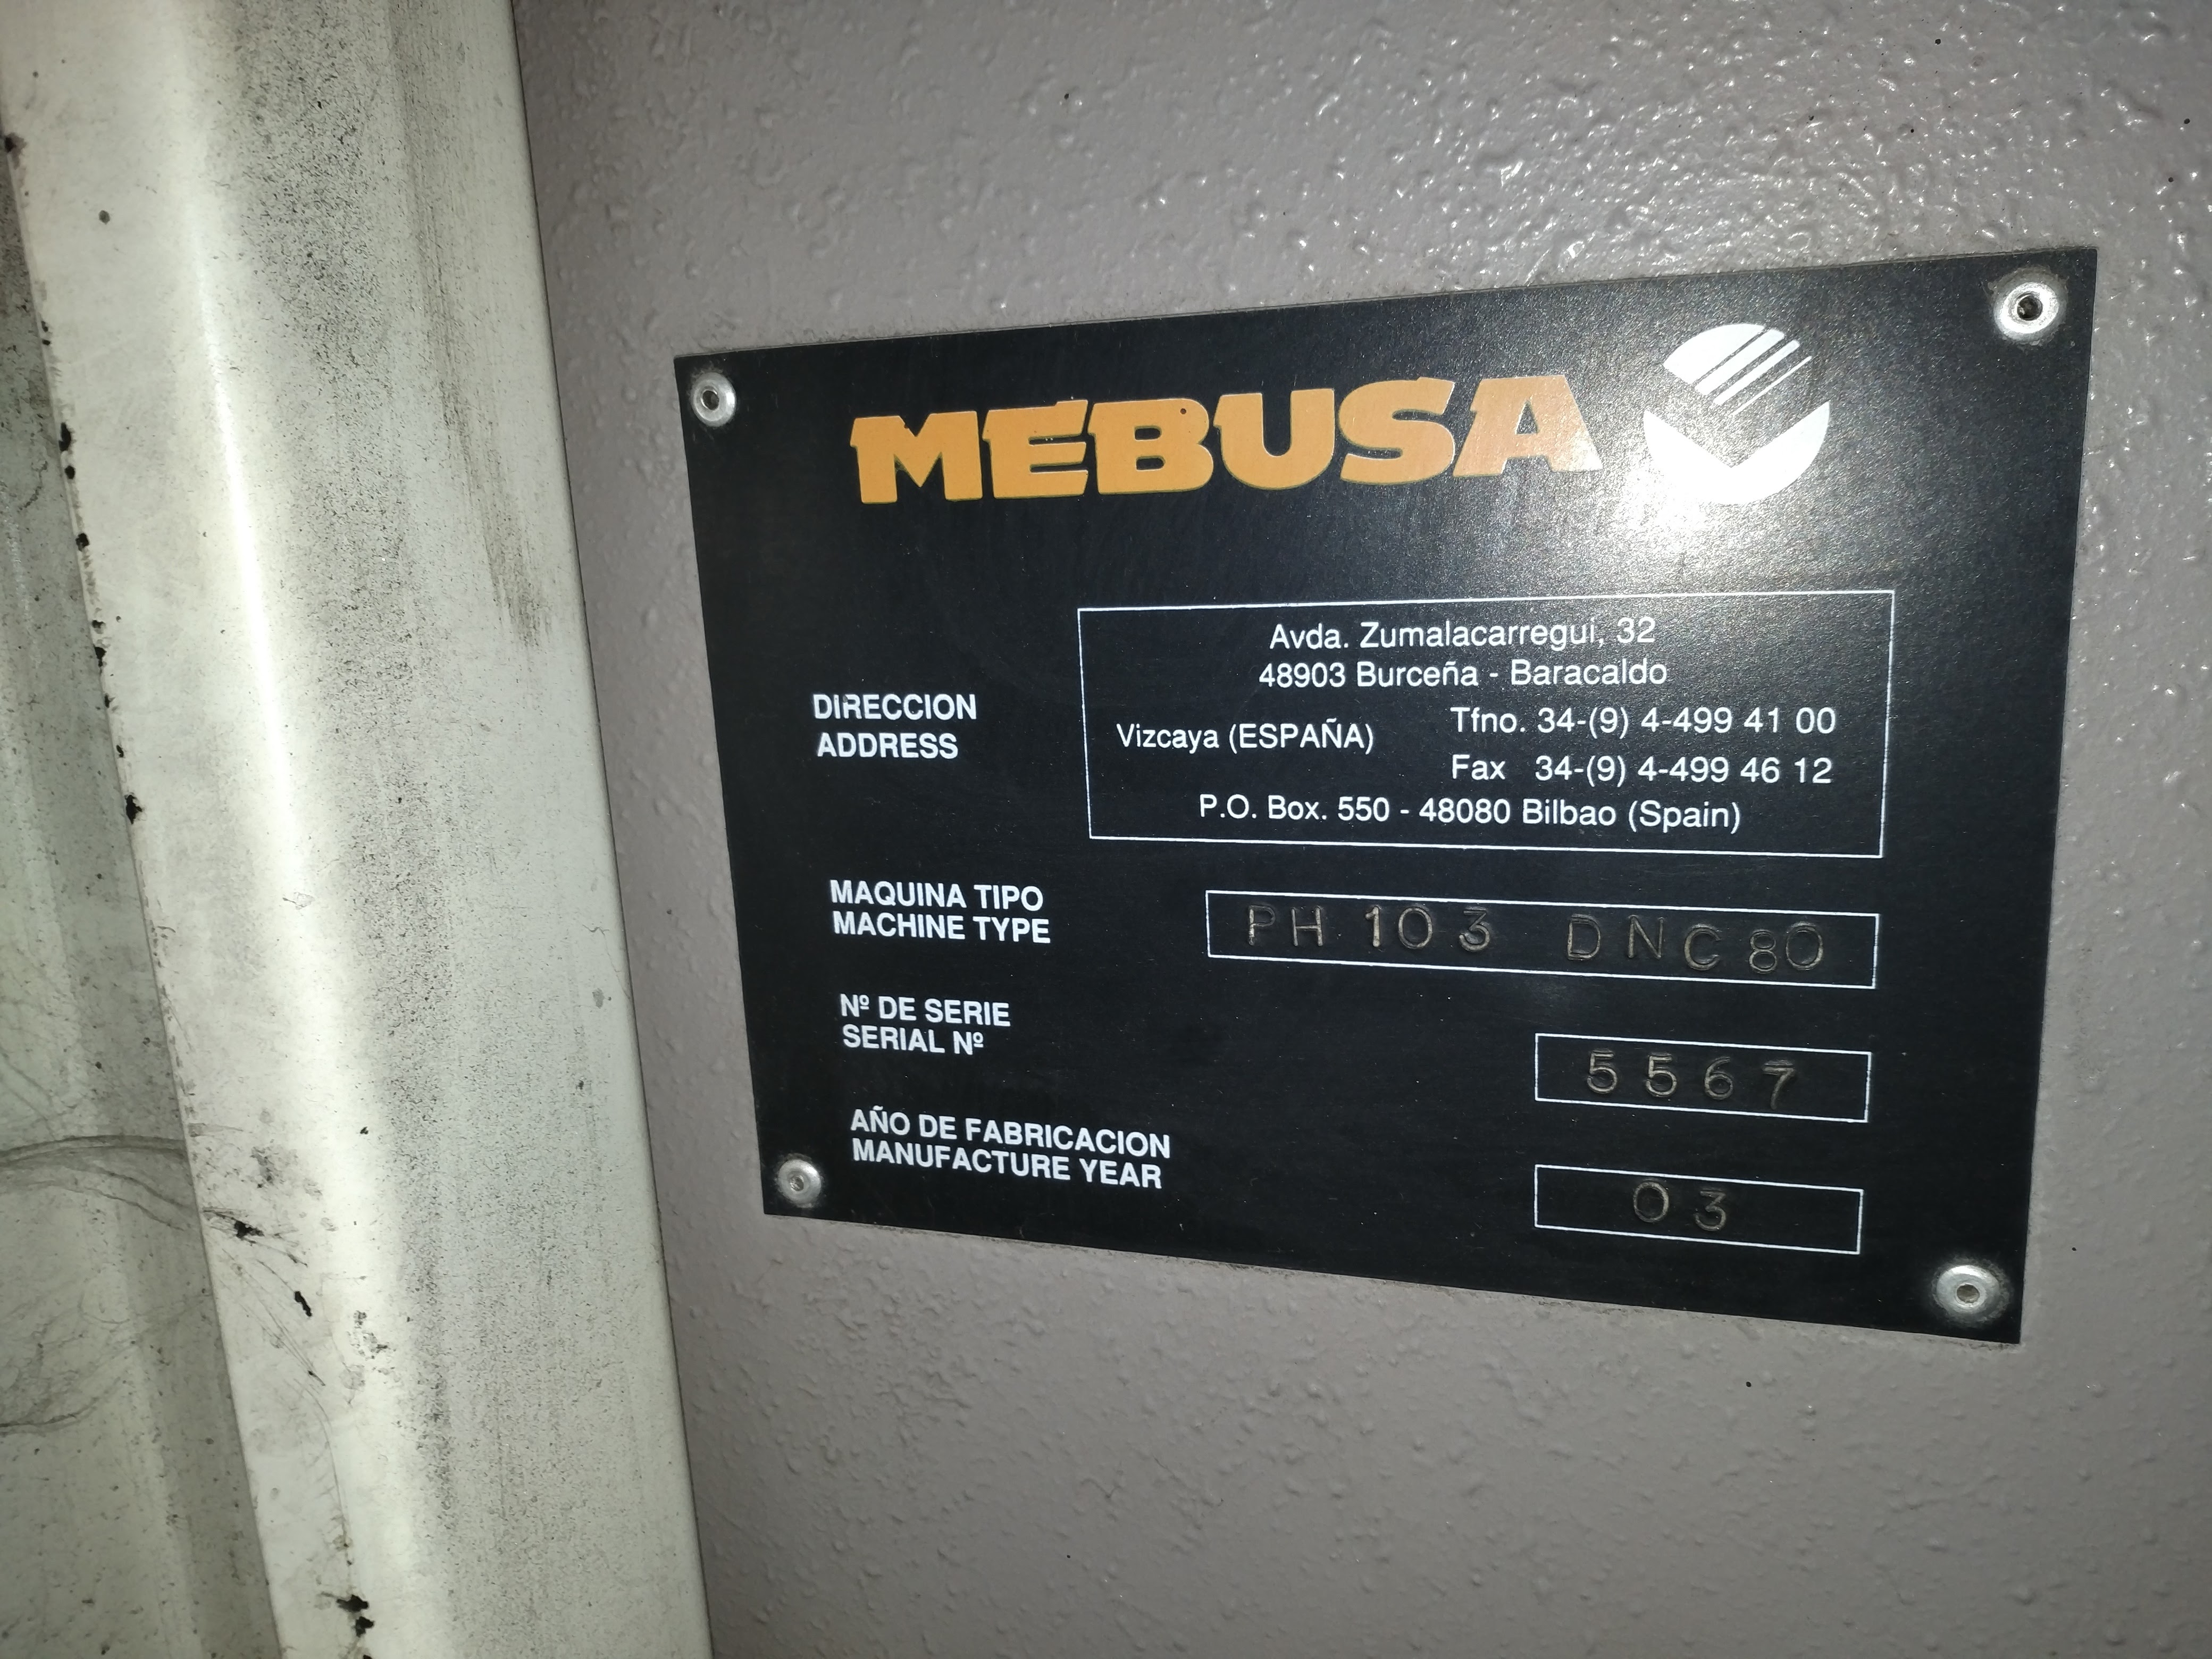 MEBUSA
DIRECCION
ADDRESS
Avda. Zumalacarregui, 32
48903 Burceña - Baracaldo
Vizcaya (ESPAÑA)
Tfno. 34-(9) 4-499 41 00
Fax 34-(9) 4-499 46 12
P.O. Box. 550 - 48080 Bilbao (Spain)
MAQUINA TIPO
MACHINE TYPE
PH 103 DNC80
Nº DE SERIE
SERIAL Nº
5567
AÑO DE FABRICACION
MANUFACTURE YEAR
03